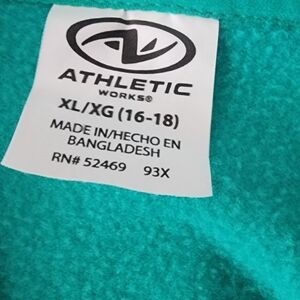 ATHLETIC
WORKS®
XL/XG (16-18)
MADE IN/HECHO EN
BANGLADESH
RN# 52469 93X